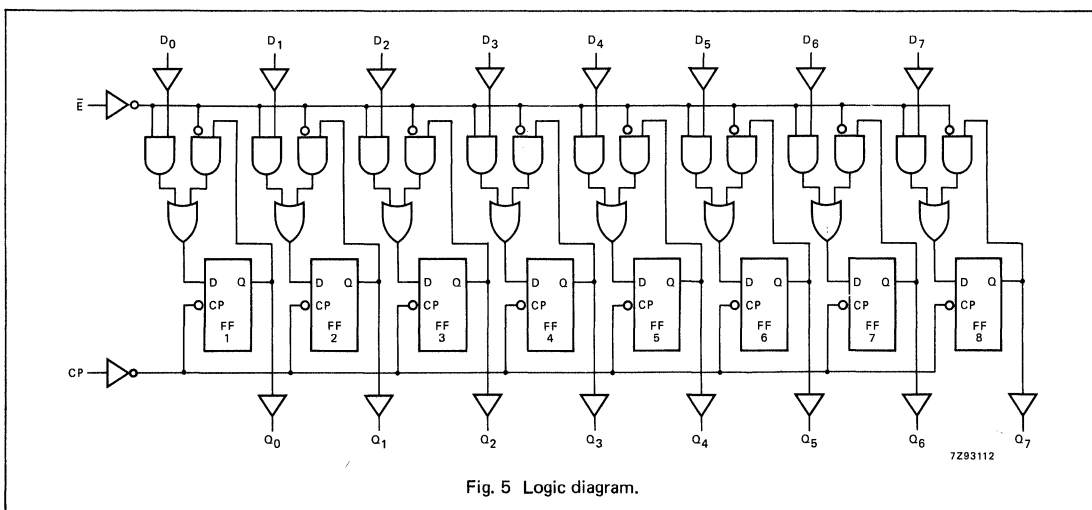 D0 D1 D2 D3 D4 D5 D6 D7
E̅
D Q D Q D Q D Q D Q D Q D Q D Q
CP CP CP CP CP CP CP CP
FF FF FF FF FF FF FF FF
1 2 3 4 5 6 7 8
CP
Q0 Q1 Q2 Q3 Q4 Q5 Q6 Q7
7Z93112
Fig. 5 Logic diagram.